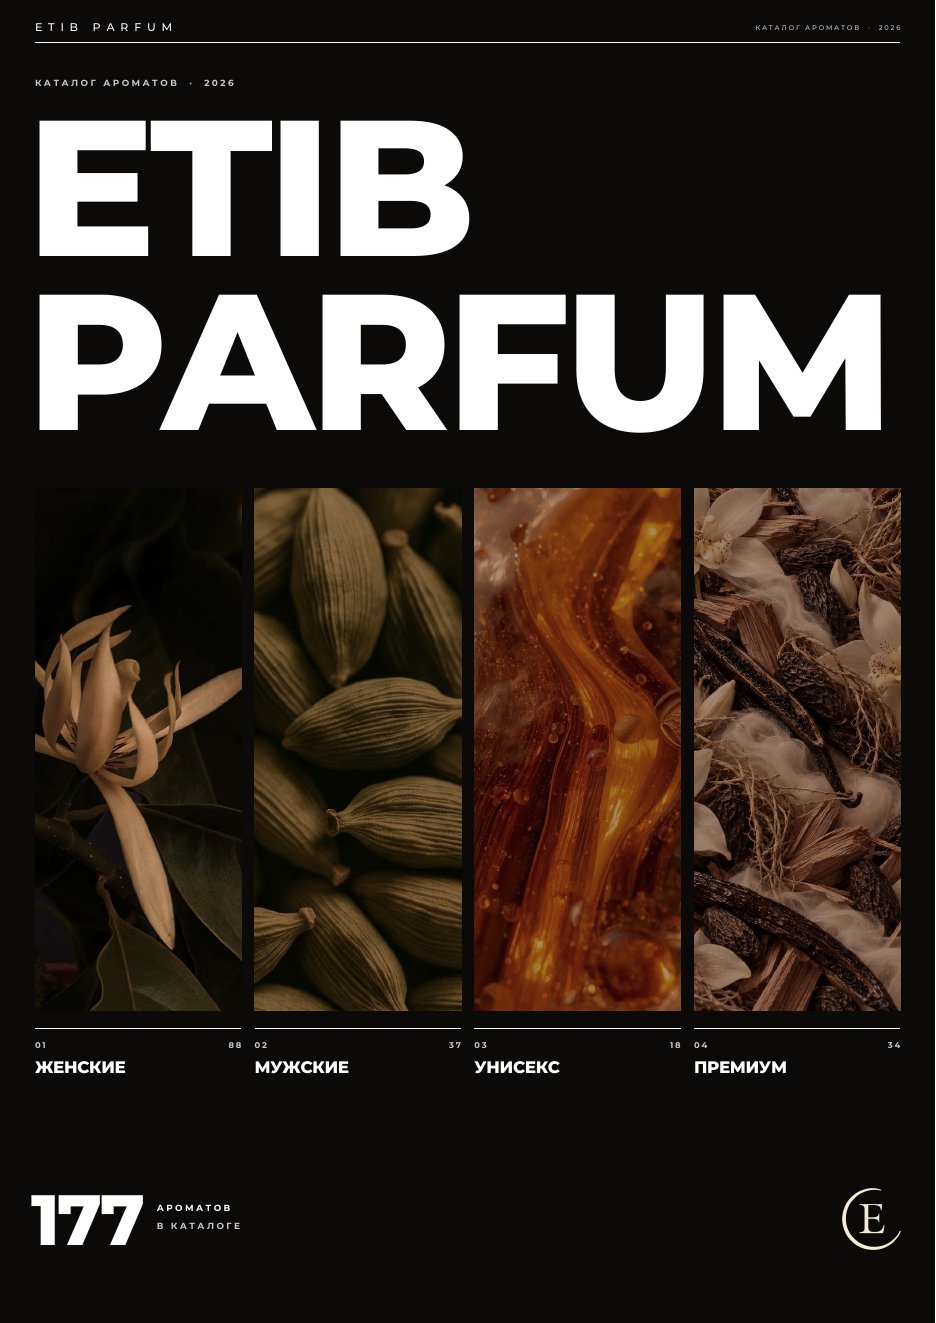 ETIB PARFUM
КАТАЛОГ АРОМАТОВ · 2026
КАТАЛОГ АРОМАТОВ · 2026
ETIB
PARFUM
01 88
ЖЕНСКИЕ
02 37
МУЖСКИЕ
03 18
УНИСЕКС
04 34
ПРЕМИУМ
177
АРОМАТОВ
В КАТАЛОГЕ
E